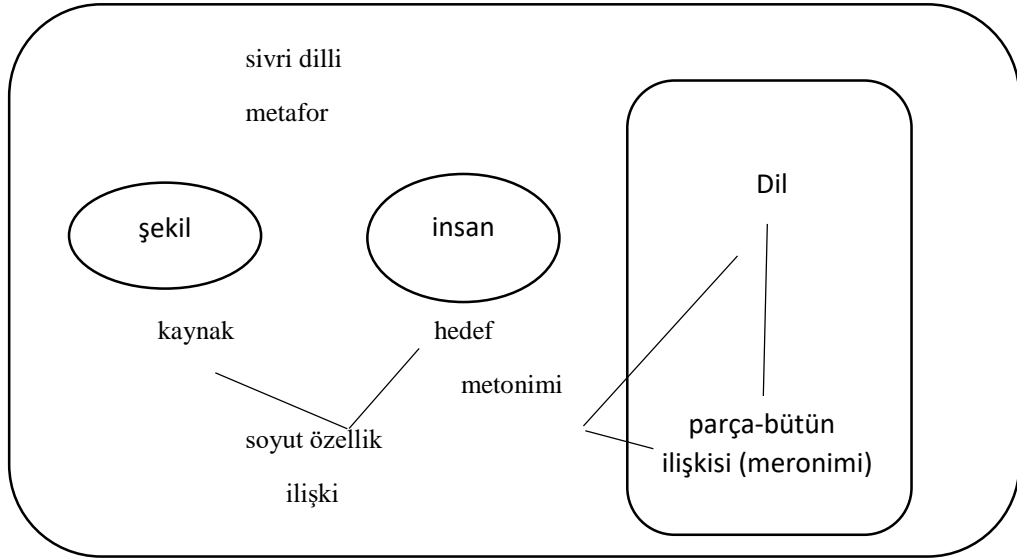 sivri dilli
metafor
şekil
insan
Dil
kaynak
hedef
metonimi
soyut özellik
ilişki
parça-bütün
ilişkisi (meronimi)